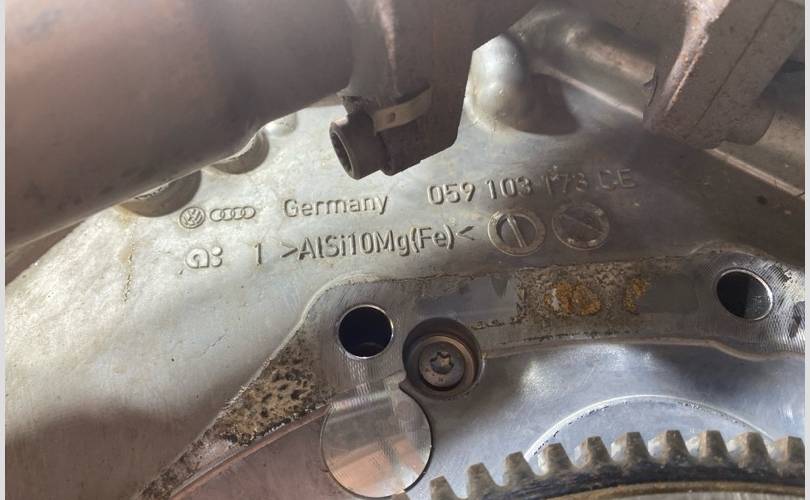 Germany 059 103 173 CE
a: 1 >AlSi10Mg(Fe)<